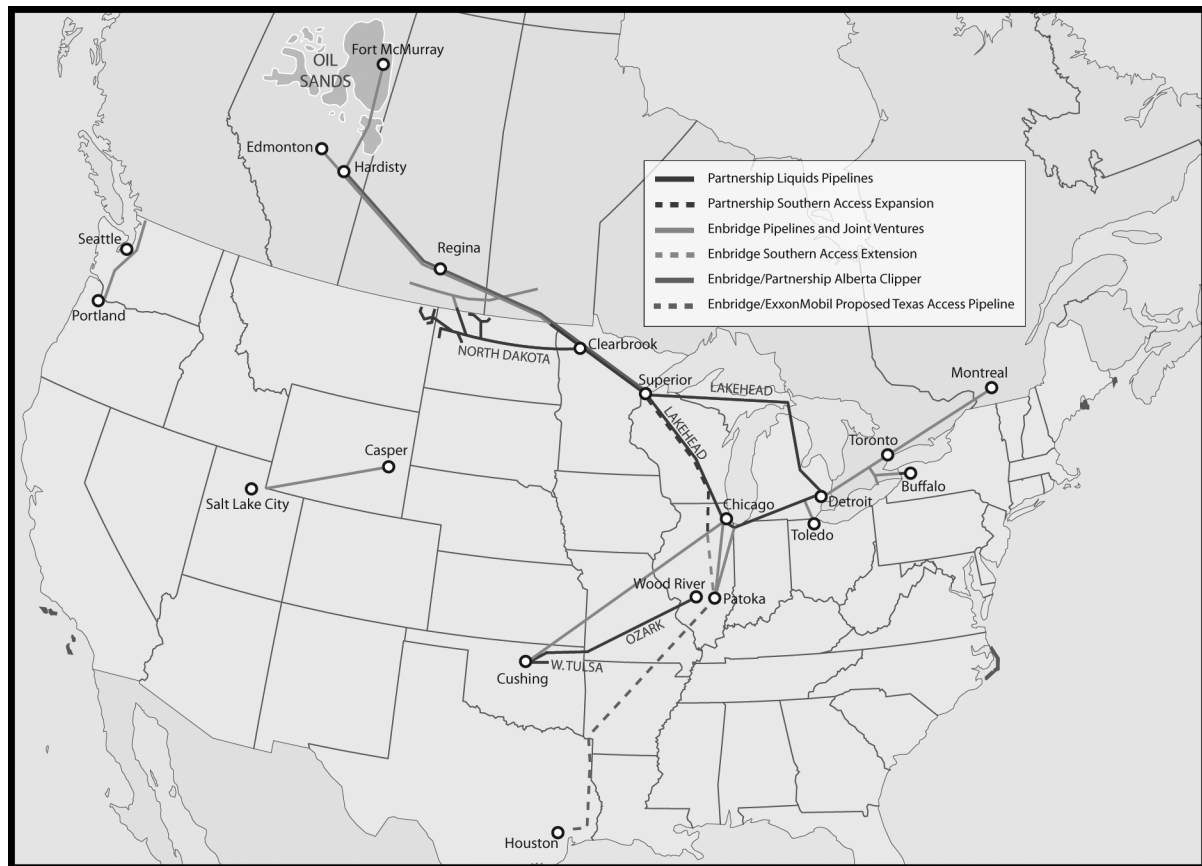 Fort McMurray
OIL
SANDS
Edmonton
Hardisty
Partnership Liquids Pipelines
Partnership Southern Access Expansion
Enbridge Pipelines and Joint Ventures
Enbridge Southern Access Extension
Enbridge/Partnership Alberta Clipper
Enbridge/ExxonMobil Proposed Texas Access Pipeline
Seattle
Regina
Portland
Clearbrook
NORTH DAKOTA
Superior
LAKEHEAD
Montreal
LAKEHEAD
Toronto
Casper
Buffalo
Salt Lake City
Chicago
Detroit
Toledo
Wood River
Patoka
OZARK
W.TULSA
Cushing
Houston